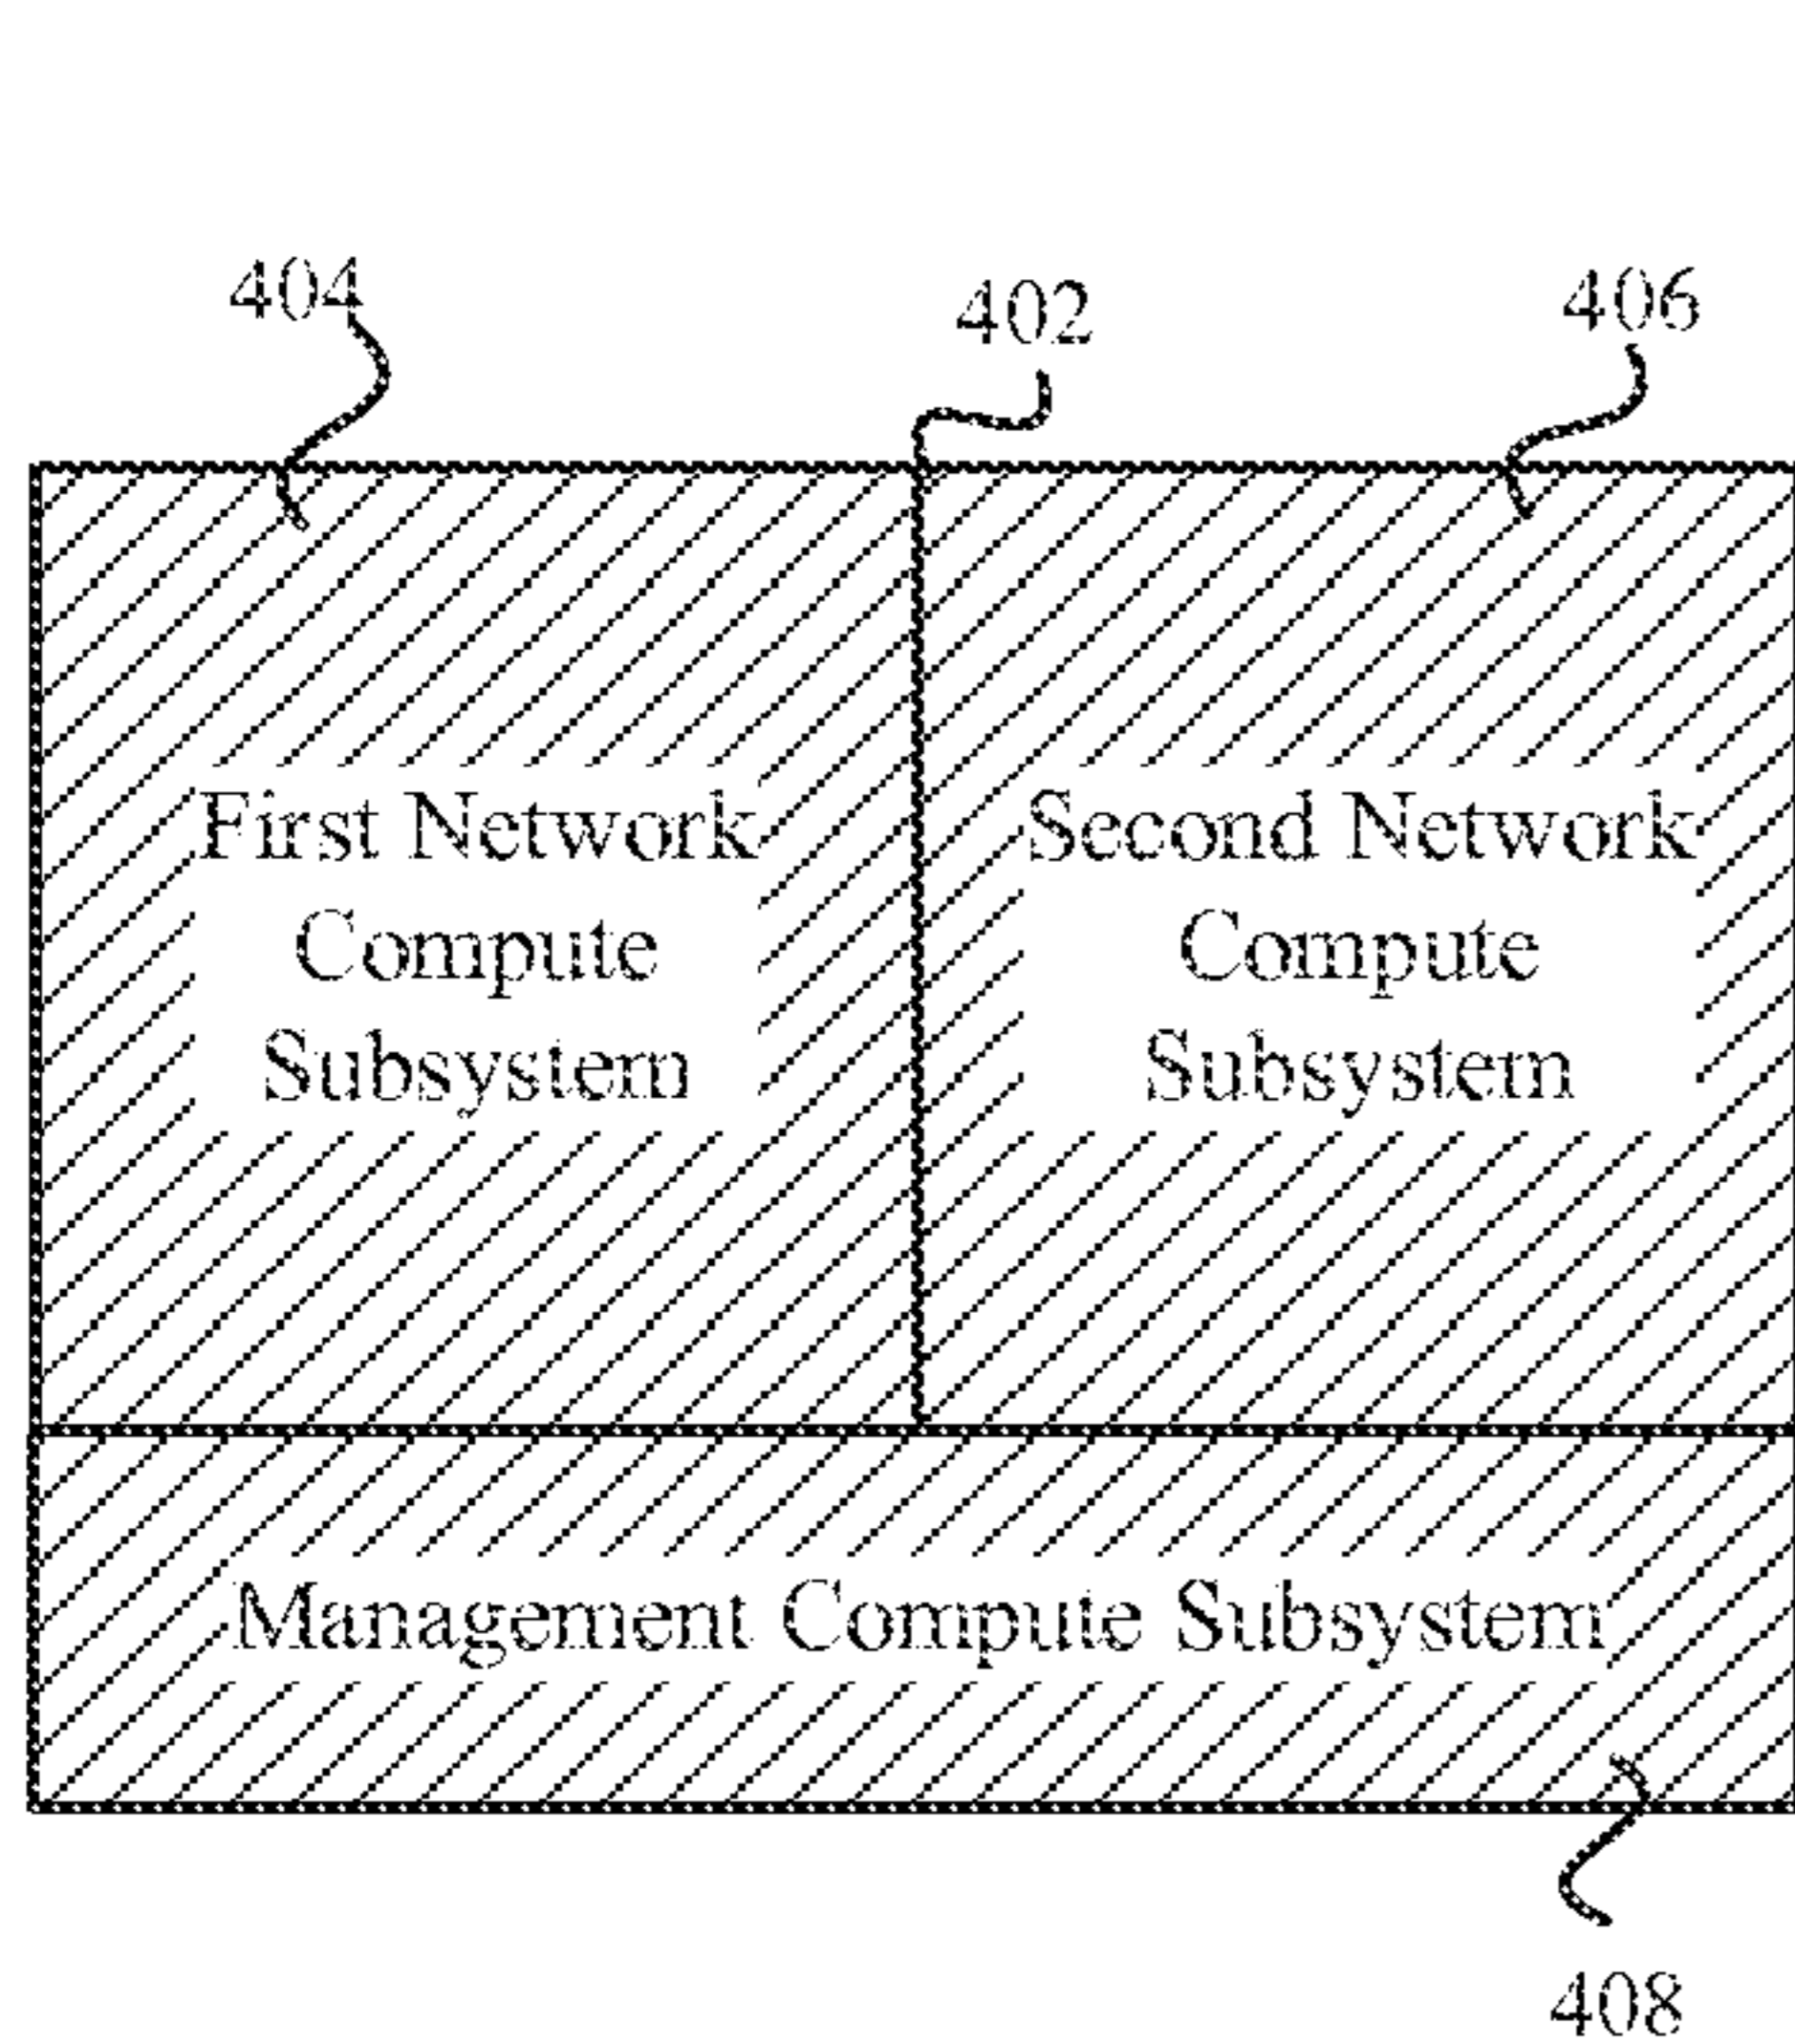 404
402
406
First Network
Compute
Subsystem
Second Network
Compute
Subsystem
Management Compute Subsystem
408